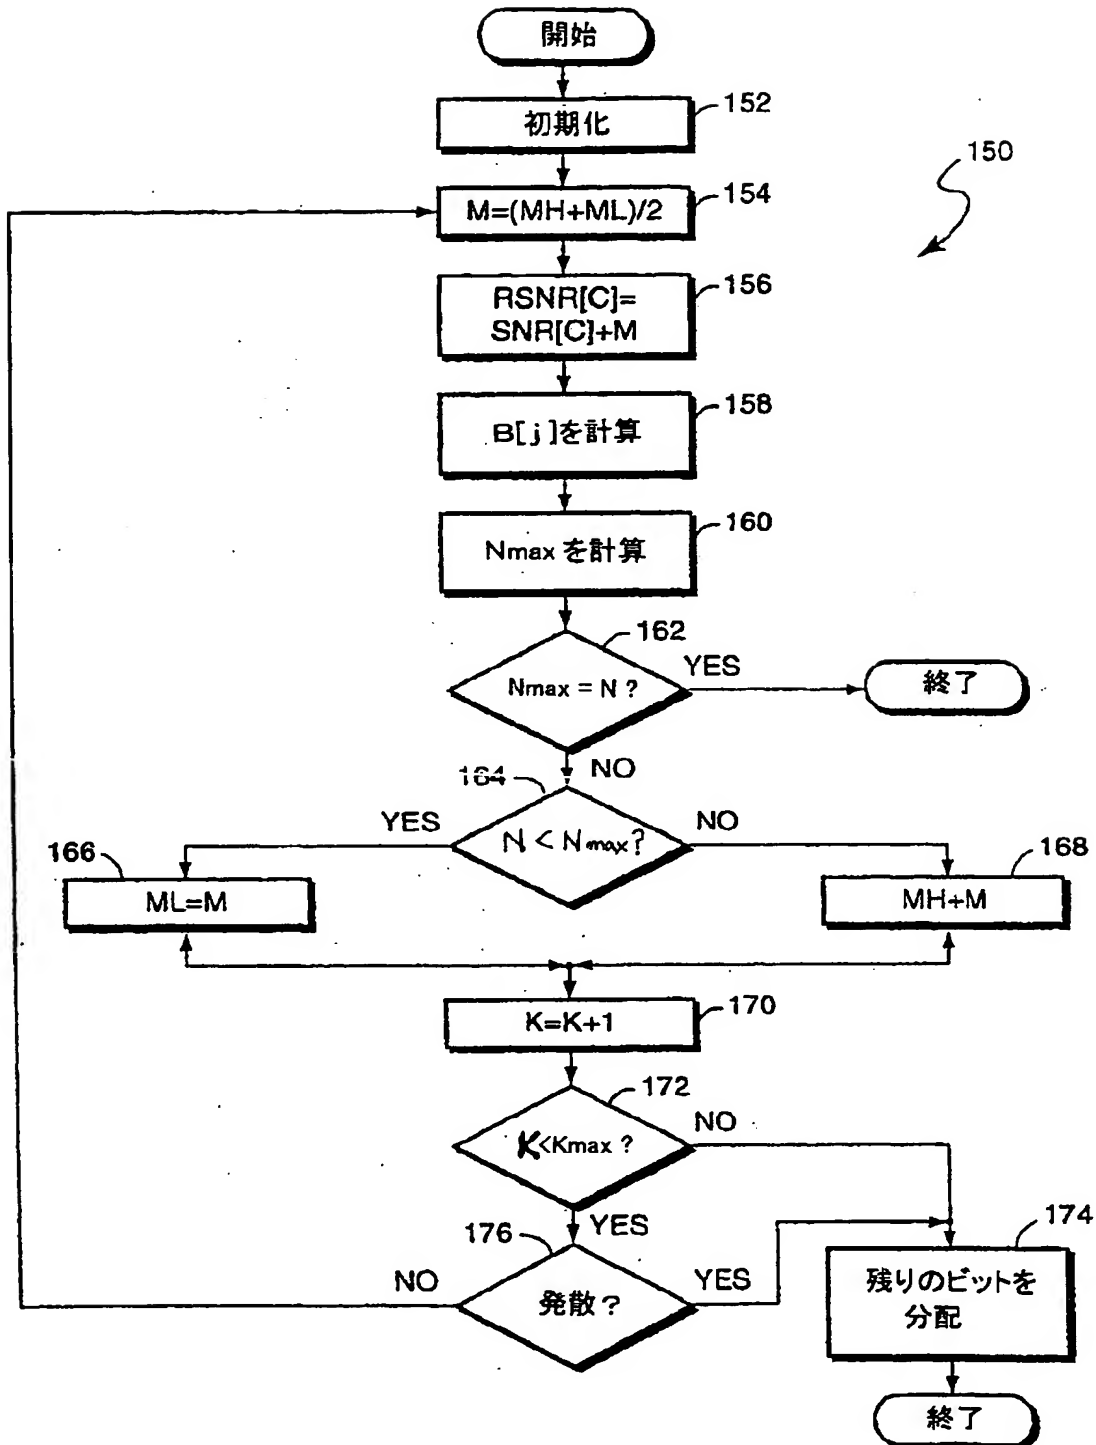 開始
152
初期化
150
154
M=(MH+ML)/2
156
RSNR[C]=
SNR[C]+M
158
B[j]を計算
160
Nmaxを計算
162
Nmax = N ?
YES
終了
NO
164
N < Nmax?
YES
NO
166
ML=M
168
MH+M
170
K=K+1
172
K<Kmax ?
NO
YES
176
発散?
NO
YES
174
残りのビットを
分配
終了